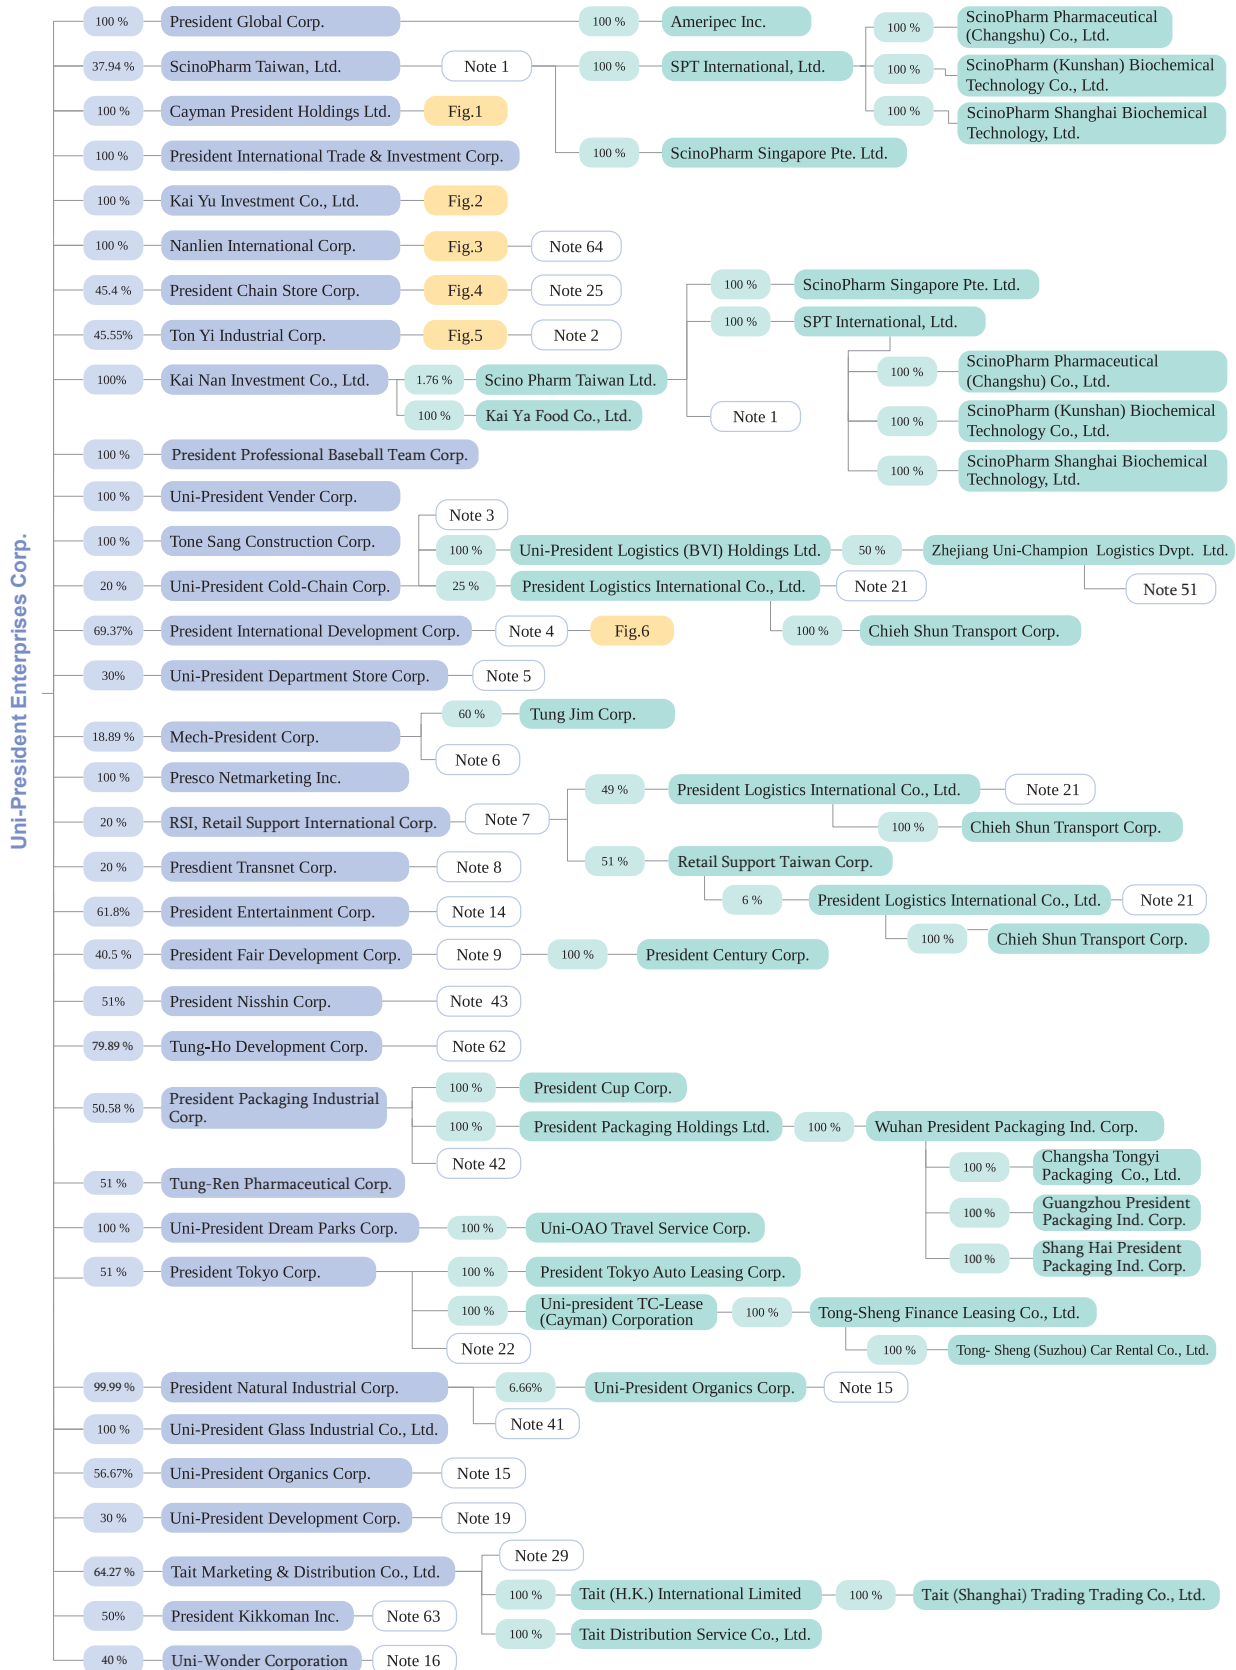 Uni-President Enterprises Corp.
100 % President Global Corp. 100 % Ameripec Inc.
37.94 % ScinoPharm Taiwan, Ltd. Note 1 100 % SPT International, Ltd.
100 % ScinoPharm Pharmaceutical
(Changshu) Co., Ltd.
100 % ScinoPharm (Kunshan) Biochemical
Technology Co., Ltd.
100 % ScinoPharm Shanghai Biochemical
Technology, Ltd.
100 % ScinoPharm Singapore Pte. Ltd.
100 % Cayman President Holdings Ltd. Fig.1
100 % President International Trade & Investment Corp.
100 % Kai Yu Investment Co., Ltd. Fig.2
100 % Nanlien International Corp. Fig.3 Note 64
45.4 % President Chain Store Corp. Fig.4 Note 25
45.55% Ton Yi Industrial Corp. Fig.5 Note 2
100% Kai Nan Investment Co., Ltd. 1.76 % Scino Pharm Taiwan Ltd.
100 % ScinoPharm Singapore Pte. Ltd.
100 % SPT International, Ltd.
100 % ScinoPharm Pharmaceutical
(Changshu) Co., Ltd.
100 % ScinoPharm (Kunshan) Biochemical
Technology Co., Ltd.
100 % ScinoPharm Shanghai Biochemical
Technology, Ltd.
Note 1
100 % Kai Ya Food Co., Ltd.
100 % President Professional Baseball Team Corp.
100 % Uni-President Vender Corp.
100 % Tone Sang Construction Corp.
20 % Uni-President Cold-Chain Corp.
Note 3
100 % Uni-President Logistics (BVI) Holdings Ltd. 50 % Zhejiang Uni-Champion Logistics Dvpt. Ltd.
Note 51
25 % President Logistics International Co., Ltd. Note 21
100 % Chieh Shun Transport Corp.
69.37% President International Development Corp. Note 4 Fig.6
30% Uni-President Department Store Corp. Note 5
18.89 % Mech-President Corp.
60 % Tung Jim Corp.
Note 6
100 % Presco Netmarketing Inc.
20 % RSI, Retail Support International Corp. Note 7
49 % President Logistics International Co., Ltd. Note 21
100 % Chieh Shun Transport Corp.
51 % Retail Support Taiwan Corp.
6 % President Logistics International Co., Ltd. Note 21
100 % Chieh Shun Transport Corp.
20 % Presdient Transnet Corp. Note 8
61.8% President Entertainment Corp. Note 14
40.5 % President Fair Development Corp. Note 9 100 % President Century Corp.
51% President Nisshin Corp. Note 43
79.89 % Tung-Ho Development Corp. Note 62
50.58 % President Packaging Industrial
Corp.
100 % President Cup Corp.
100 % President Packaging Holdings Ltd. 100 % Wuhan President Packaging Ind. Corp.
100 % Changsha Tongyi
Packaging Co., Ltd.
100 % Guangzhou President
Packaging Ind. Corp.
100 % Shang Hai President
Packaging Ind. Corp.
Note 42
51 % Tung-Ren Pharmaceutical Corp.
100 % Uni-President Dream Parks Corp. 100 % Uni-OAO Travel Service Corp.
51 % President Tokyo Corp. 100 % President Tokyo Auto Leasing Corp.
100 % Uni-president TC-Lease
(Cayman) Corporation
100 % Tong-Sheng Finance Leasing Co., Ltd.
100 % Tong- Sheng (Suzhou) Car Rental Co., Ltd.
Note 22
99.99 % President Natural Industrial Corp. 6.66% Uni-President Organics Corp. Note 15
Note 41
100 % Uni-President Glass Industrial Co., Ltd.
56.67% Uni-President Organics Corp. Note 15
30 % Uni-President Development Corp. Note 19
64.27 % Tait Marketing & Distribution Co., Ltd.
Note 29
100 % Tait (H.K.) International Limited 100 % Tait (Shanghai) Trading Trading Co., Ltd.
100 % Tait Distribution Service Co., Ltd.
50% President Kikkoman Inc. Note 63
40 % Uni-Wonder Corporation Note 16